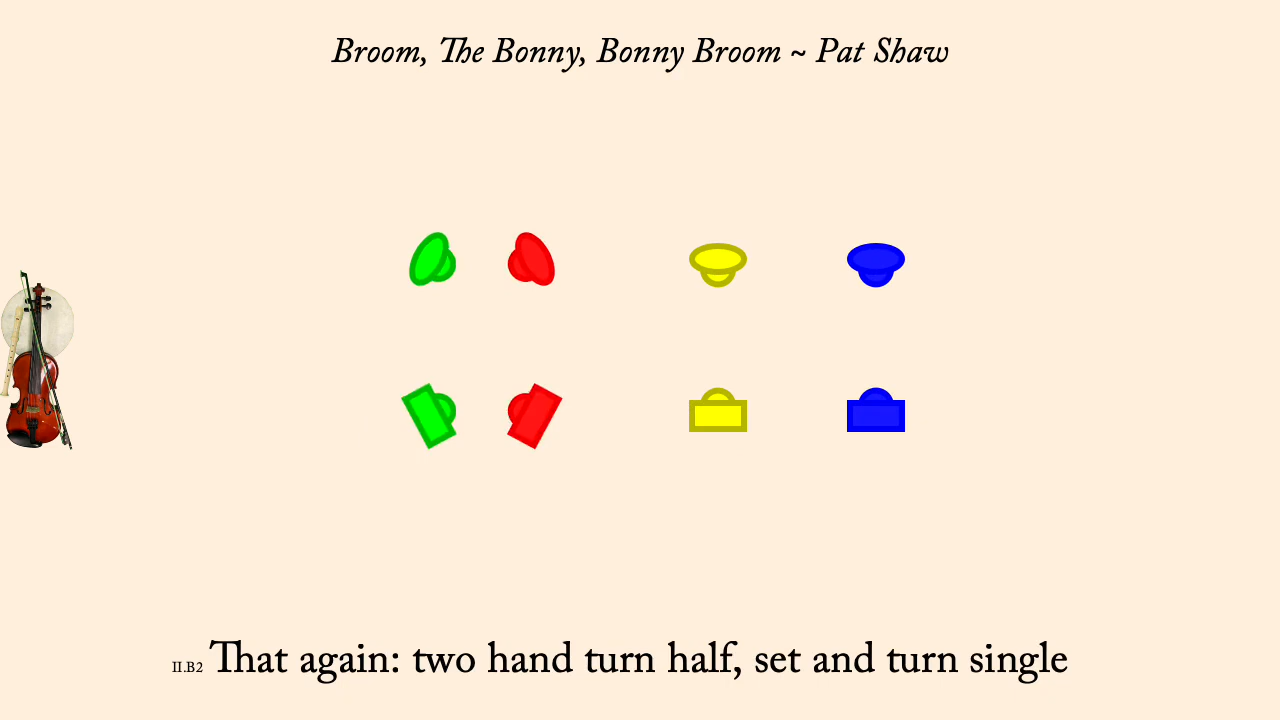 Broom, The Bonny, Bonny Broom ~ Pat Shaw
II.B2 That again: two hand turn half, set and turn single